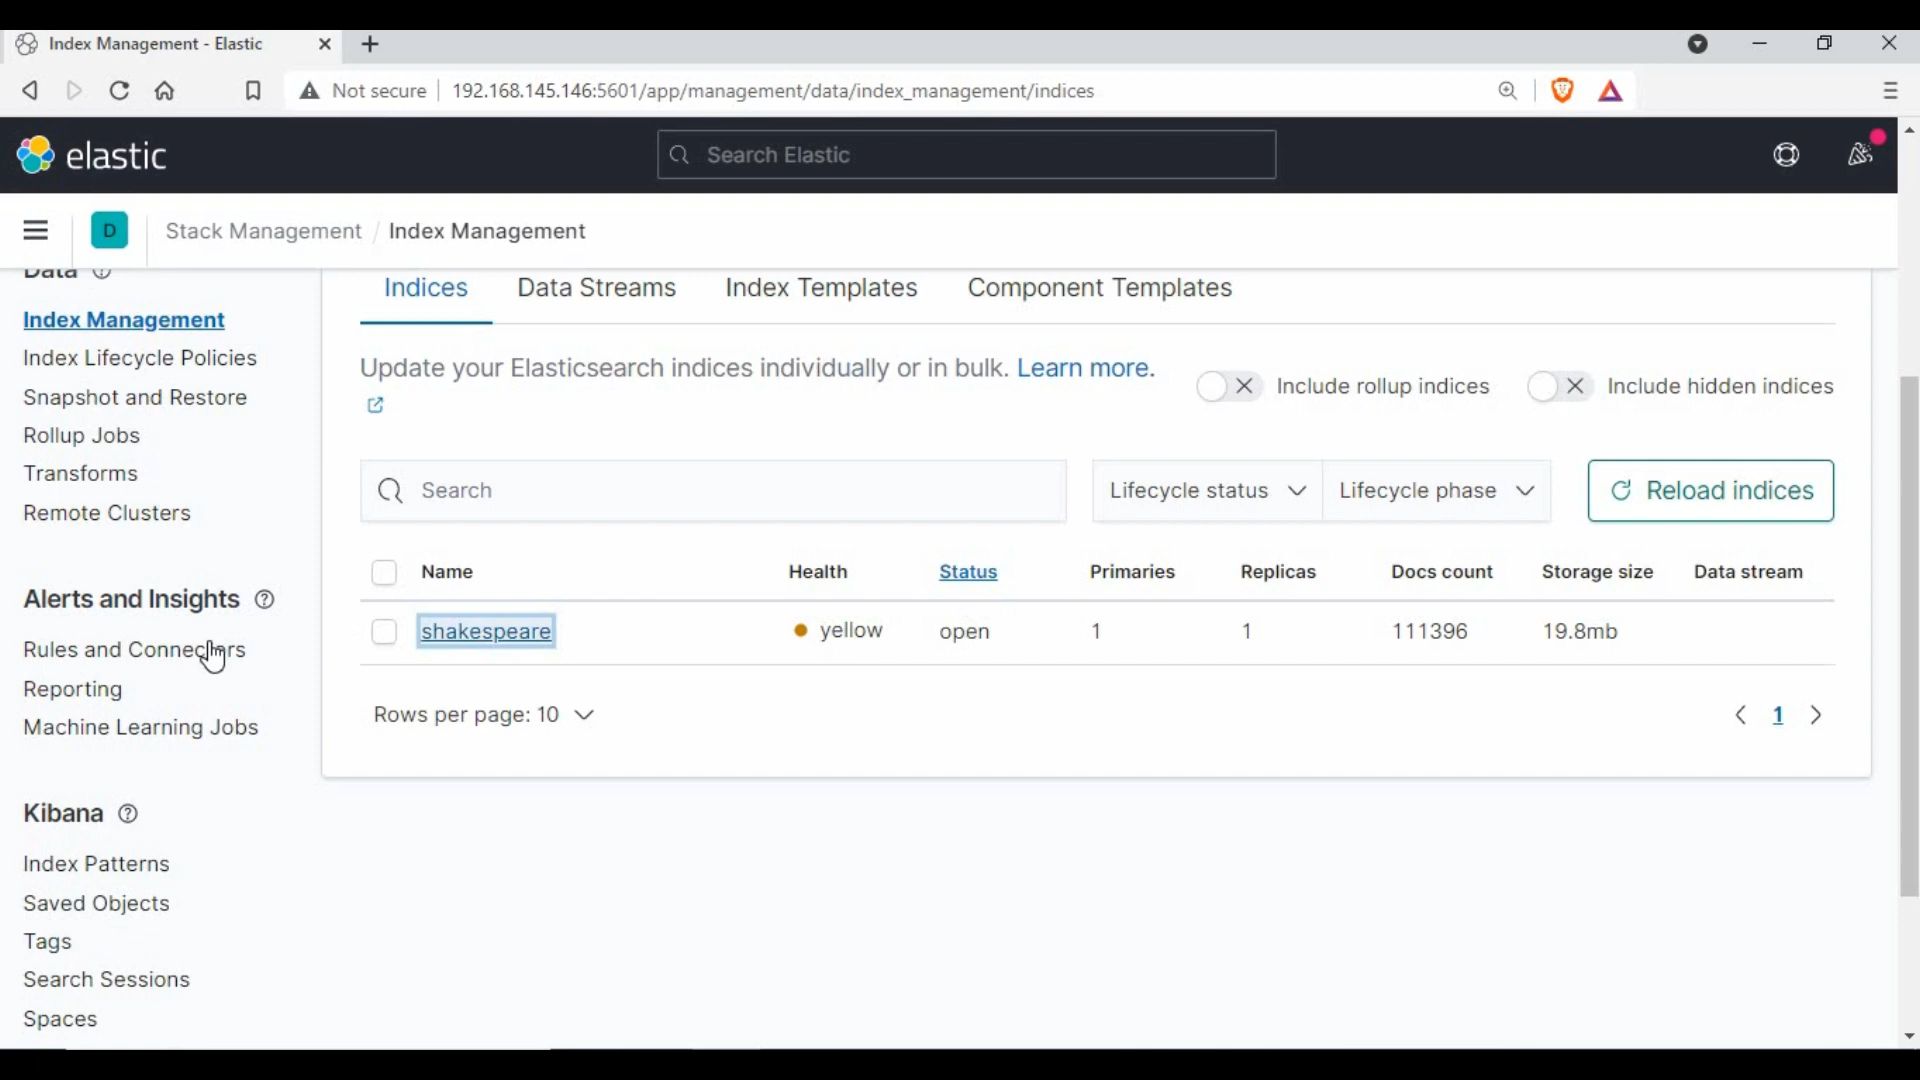 Index Management - Elastic
Not secure 192.168.145.146:5601/app/management/data/index_management/indices
elastic
Search Elastic
D
Stack Management / Index Management
Data
Index Management
Index Lifecycle Policies
Snapshot and Restore
Rollup Jobs
Transforms
Remote Clusters
Alerts and Insights
Rules and Connectors
Reporting
Machine Learning Jobs
Kibana
Index Patterns
Saved Objects
Tags
Search Sessions
Spaces
Indices Data Streams Index Templates Component Templates
Update your Elasticsearch indices individually or in bulk. Learn more.
Include rollup indices Include hidden indices
Search
Lifecycle status Lifecycle phase Reload indices
Name Health Status Primaries Replicas Docs count Storage size Data stream
shakespeare yellow open 1 1 111396 19.8mb
Rows per page: 10
1